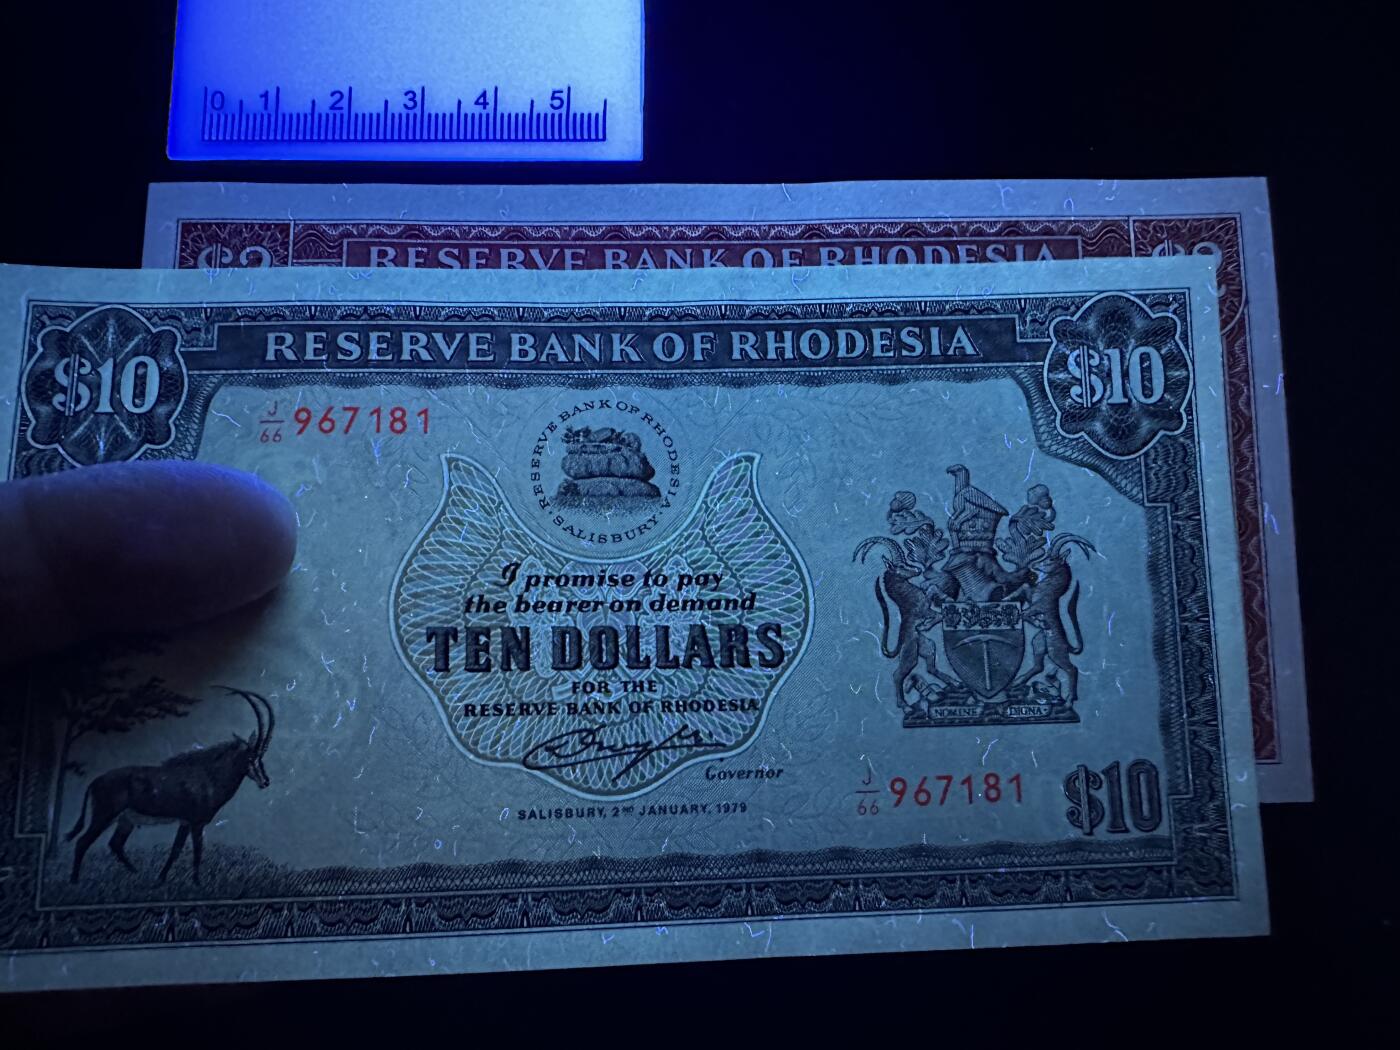 0 1 2 3 4 5
RESERVE BANK OF RHODESIA
RESERVE BANK OF RHODESIA
$10
$10
J/66 967181
RESERVE BANK OF RHODESIA
SALISBURY
I promise to pay
the bearer on demand
TEN DOLLARS
FOR THE
RESERVE BANK OF RHODESIA
Governor
SALISBURY, 2ND JANUARY, 1979
NOMINE DIGNA
J/66 967181
$10